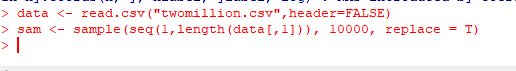 > data <- read.csv("twomillion.csv",header=FALSE)
> sam <- sample(seq(1,length(data[,1])), 10000, replace = T)
>